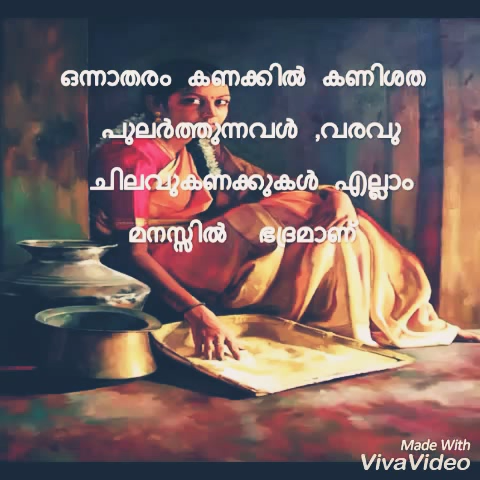 ഒന്നാതരം കണക്കിൽ കണിശത
പുലർത്തുന്നവൾ ,വരവു
ചിലവുകണക്കുകൾ എല്ലാം
മനസ്സിൽ ഭദ്രമാണ്
Made With
VivaVideo